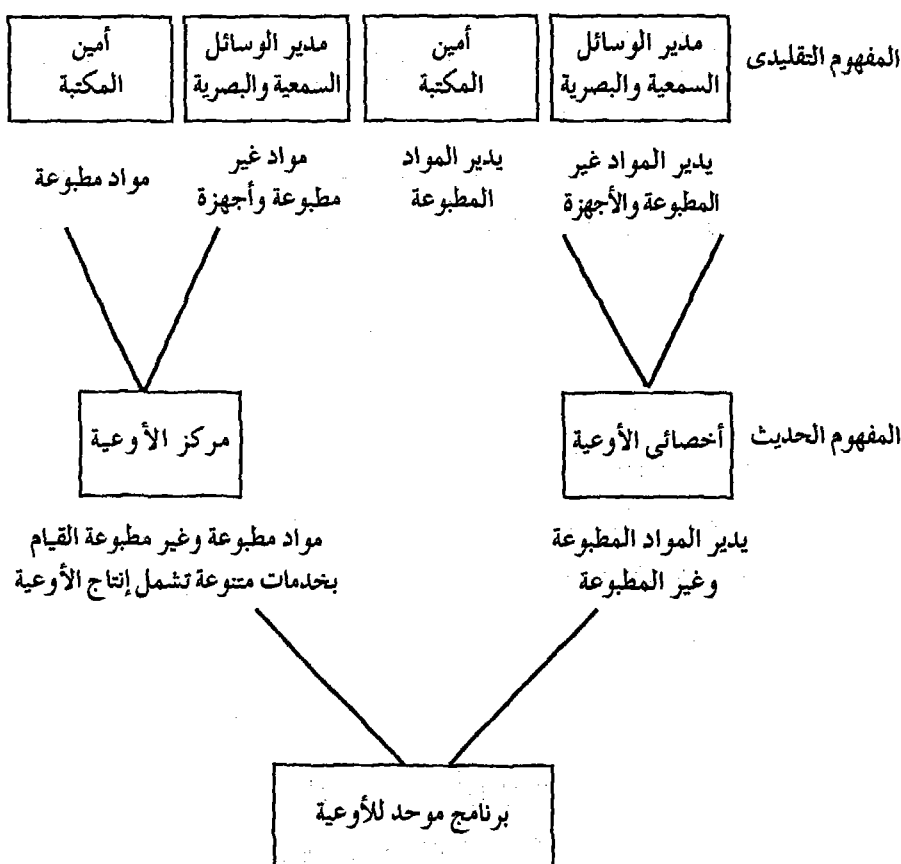 المفهوم التقليدى
مدير الوسائل
السمعية والبصرية
أمين
المكتبة
مدير الوسائل
السمعية والبصرية
أمين
المكتبة
يدير المواد غير
المطبوعة والأجهزة
يدير المواد
المطبوعة
مواد غير
مطبوعة وأجهزة
مواد مطبوعة
المفهوم الحديث
أخصائى الأوعية
مركز الأوعية
يدير المواد المطبوعة
وغير المطبوعة
مواد مطبوعة وغير مطبوعة القيام
بخدمات متنوعة تشمل إنتاج الأوعية
برنامج موحد للأوعية